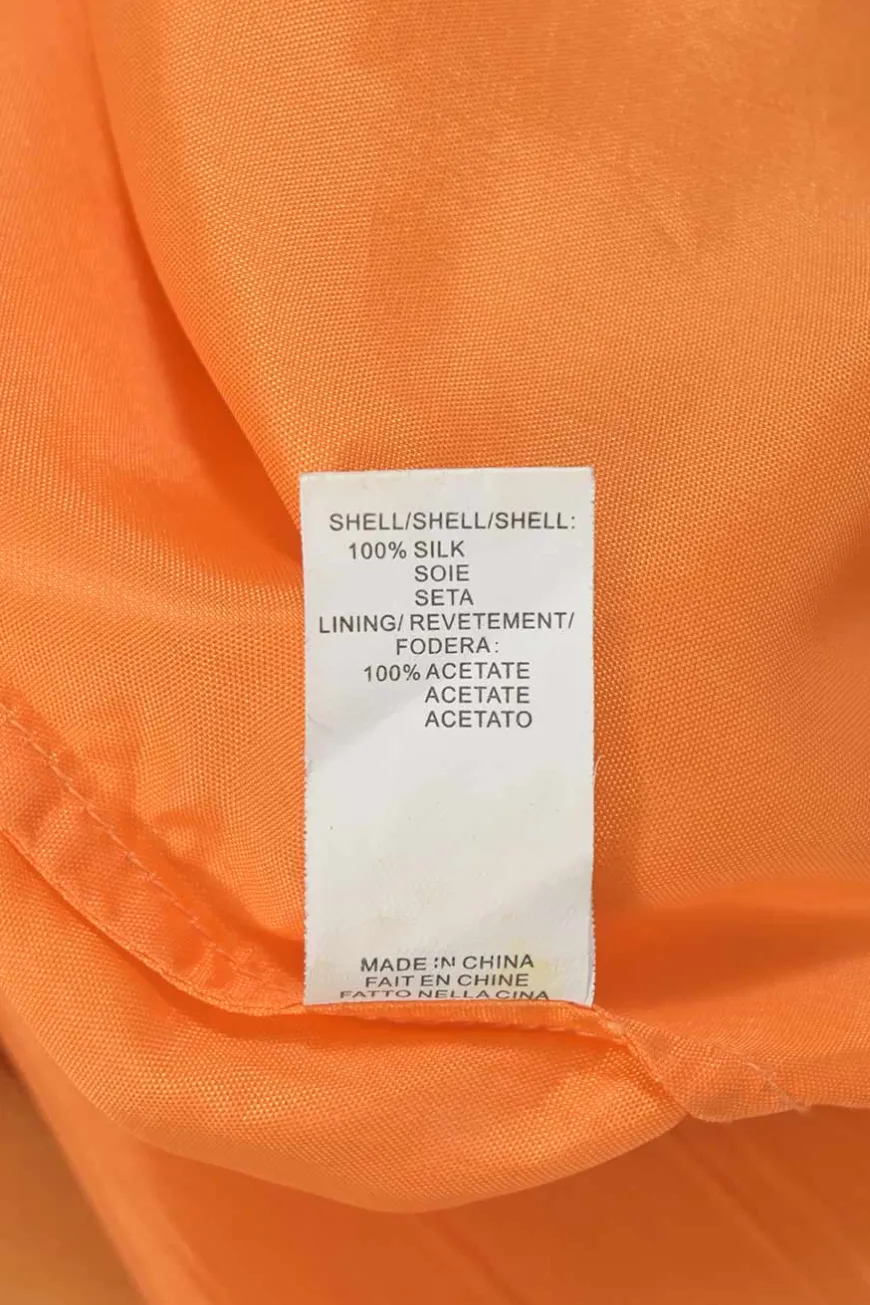 SHELL/SHELL/SHELL:
100% SILK
SOIE
SETA
LINING/ REVETEMENT/
FODERA:
100% ACETATE
ACETATE
ACETATO
MADE IN CHINA
FAIT EN CHINE
FATTO NELLA CINA